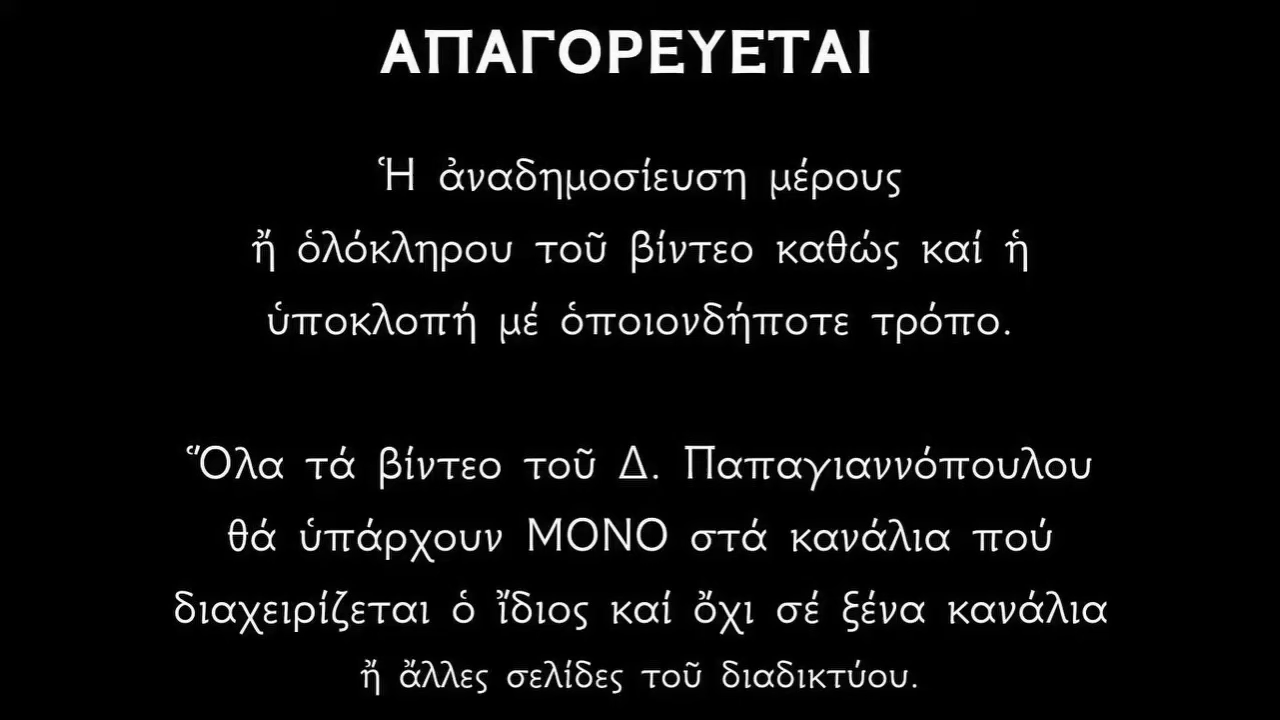 ΑΠΑΓΟΡΕΥΕΤΑΙ
Ἡ ἀναδημοσίευση μέρους
ἤ ὁλόκληρου τοῦ βίντεο καθώς καί ἡ
ὑποκλοπή μέ ὁποιονδήποτε τρόπο.
Ὅλα τά βίντεο τοῦ Δ. Παπαγιαννόπουλου
θά ὑπάρχουν ΜΟΝΟ στά κανάλια πού
διαχειρίζεται ὁ ἴδιος καί ὄχι σέ ξένα κανάλια
ἤ ἄλλες σελίδες τοῦ διαδικτύου.